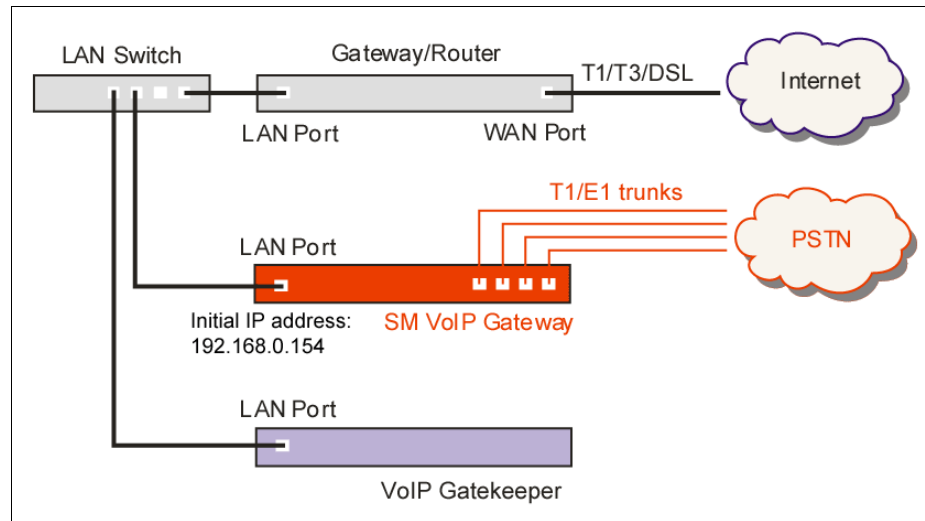 LAN Switch
Gateway/Router
T1/T3/DSL
Internet
LAN Port
WAN Port
T1/E1 trunks
PSTN
LAN Port
Initial IP address:
192.168.0.154
SM VoIP Gateway
LAN Port
VoIP Gatekeeper